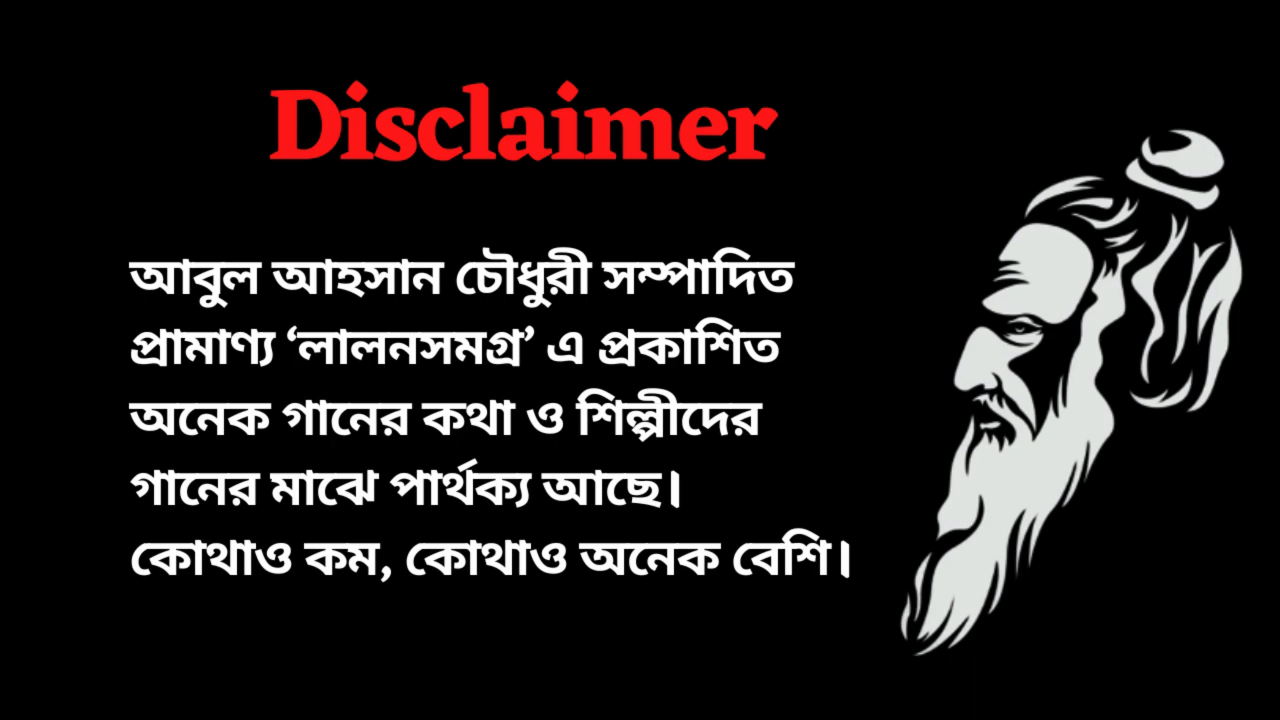 Disclaimer
আবুল আহসান চৌধুরী সম্পাদিত
প্রামাণ্য ‘লালনসমগ্র’ এ প্রকাশিত
অনেক গানের কথা ও শিল্পীদের
গানের মাঝে পার্থক্য আছে।
কোথাও কম, কোথাও অনেক বেশি।